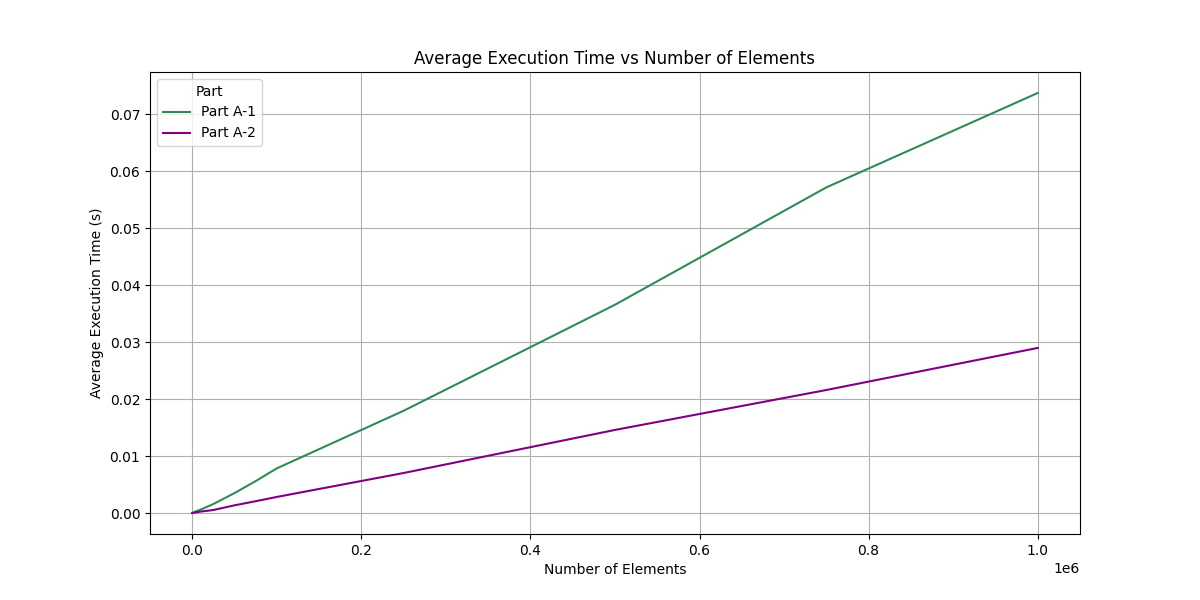 Average Execution Time vs Number of Elements
Part
Part A-1
Part A-2
Average Execution Time (s)
0.07
0.06
0.05
0.04
0.03
0.02
0.01
0.00
0.0 0.2 0.4 0.6 0.8 1.0
1e6
Number of Elements